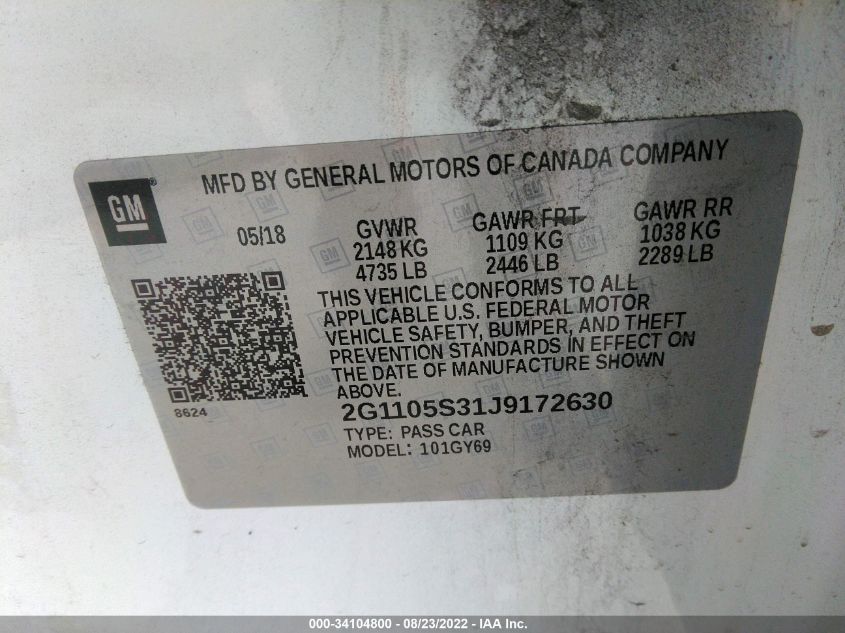 GM
MFD BY GENERAL MOTORS OF CANADA COMPANY
05/18
GVWR
2148 KG
4735 LB
GAWR FRT
1109 KG
2446 LB
GAWR RR
1038 KG
2289 LB
THIS VEHICLE CONFORMS TO ALL
APPLICABLE U.S. FEDERAL MOTOR
VEHICLE SAFETY, BUMPER, AND THEFT
PREVENTION STANDARDS IN EFFECT ON
THE DATE OF MANUFACTURE SHOWN
ABOVE.
8624
2G1105S31J9172630
TYPE: PASS CAR
MODEL: 101GY69
000-34104800 - 08/23/2022 - IAA Inc.